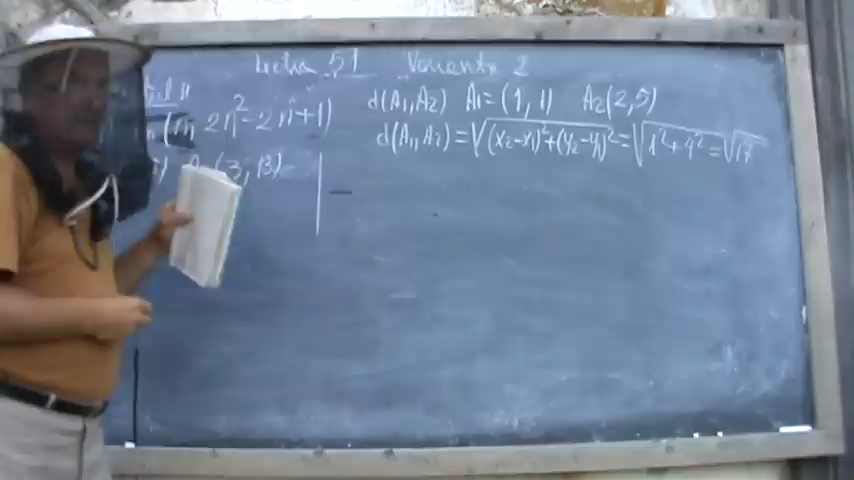 Lectia 51 Varianta 2
2n²-2n+1) d(A₁,A₂) A₁=(1,1) A₂(2,5)
d(A₁,A₂)=√(x₂-x₁)²+(y₂-y₁)²=√1²+4²=√17
(3,13)